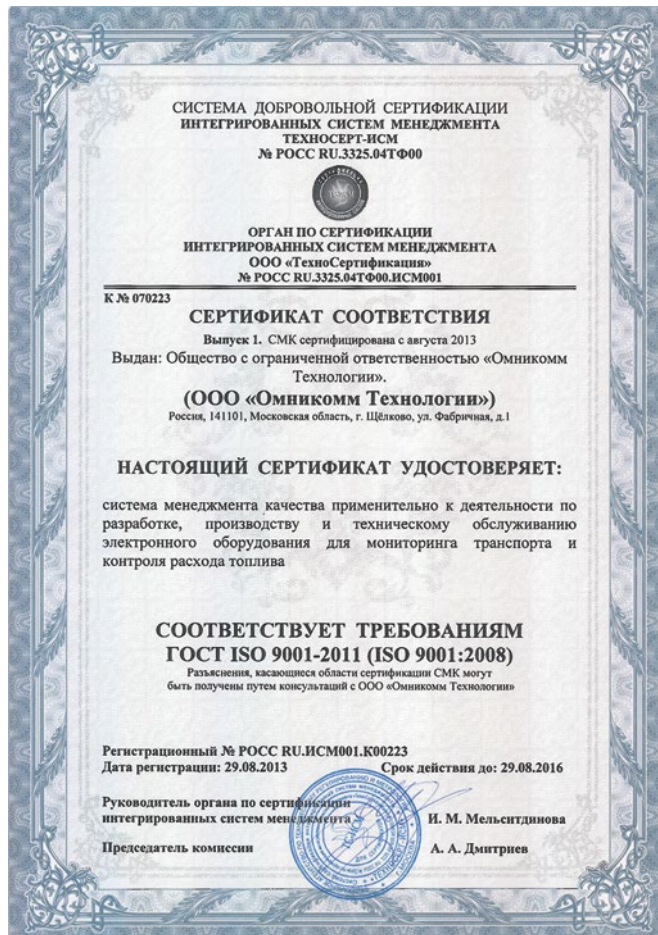 СИСТЕМА ДОБРОВОЛЬНОЙ СЕРТИФИКАЦИИ
ИНТЕГРИРОВАННЫХ СИСТЕМ МЕНЕДЖМЕНТА
ТЕХНОСЕРТ-ИСМ
№ РОСС RU.3325.04ТФ00
ОРГАН ПО СЕРТИФИКАЦИИ
ИНТЕГРИРОВАННЫХ СИСТЕМ МЕНЕДЖМЕНТА
ООО «ТехноСертификация»
№ РОСС RU.3325.04ТФ00.ИСМ001
К № 070223
СЕРТИФИКАТ СООТВЕТСТВИЯ
Выпуск 1. СМК сертифицирована с августа 2013
Выдан: Общество с ограниченной ответственностью «Омникомм
Технологии».
(ООО «Омникомм Технологии»)
Россия, 141101, Московская область, г. Щёлково, ул. Фабричная, д.1
НАСТОЯЩИЙ СЕРТИФИКАТ УДОСТОВЕРЯЕТ:
система менеджмента качества применительно к деятельности по
разработке, производству и техническому обслуживанию
электронного оборудования для мониторинга транспорта и
контроля расхода топлива
СООТВЕТСТВУЕТ ТРЕБОВАНИЯМ
ГОСТ ISO 9001-2011 (ISO 9001:2008)
Разъяснения, касающиеся области сертификации СМК могут
быть получены путем консультаций с ООО «Омникомм Технологии»
Регистрационный № РОСС RU.ИСМ001.К00223
Дата регистрации: 29.08.2013 Срок действия до: 29.08.2016
Руководитель органа по сертификации
интегрированных систем менеджмента И. М. Мельситдинова
Председатель комиссии А. А. Дмитриев